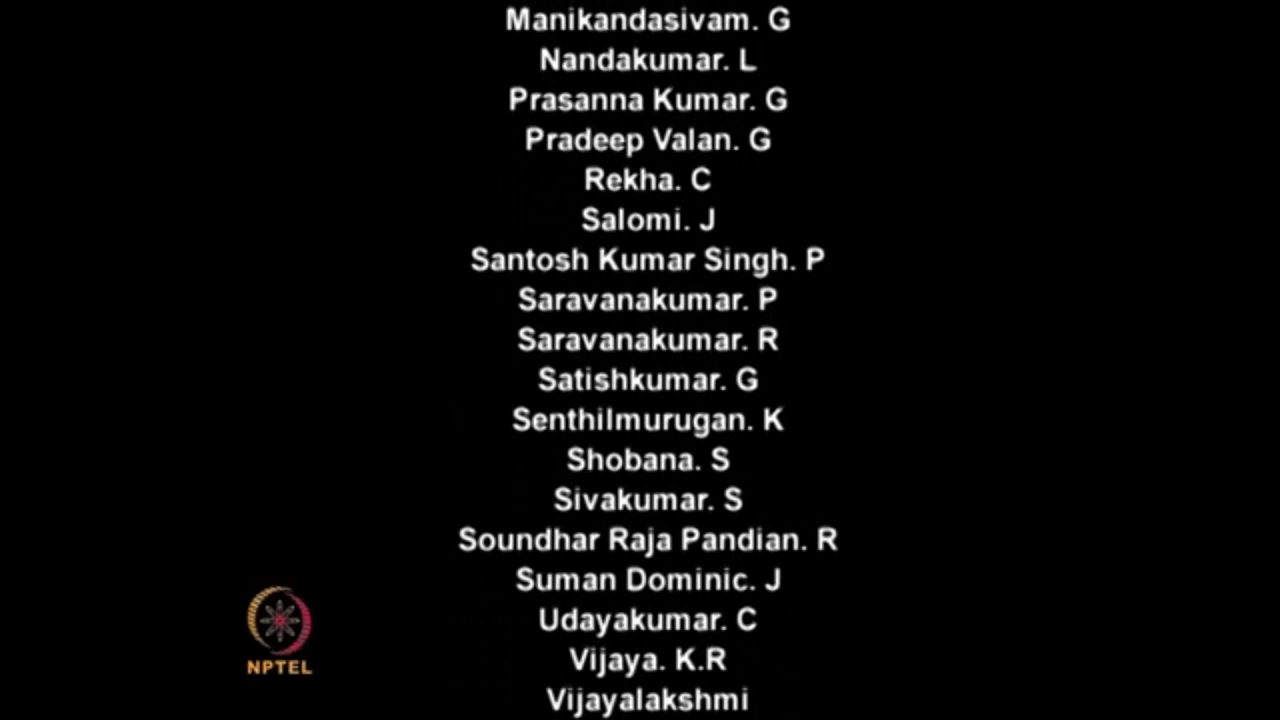 Manikandasivam. G
Nandakumar. L
Prasanna Kumar. G
Pradeep Valan. G
Rekha. C
Salomi. J
Santosh Kumar Singh. P
Saravanakumar. P
Saravanakumar. R
Satishkumar. G
Senthilmurugan. K
Shobana. S
Sivakumar. S
Soundhar Raja Pandian. R
Suman Dominic. J
Udayakumar. C
Vijaya. K.R
Vijayalakshmi
NPTEL